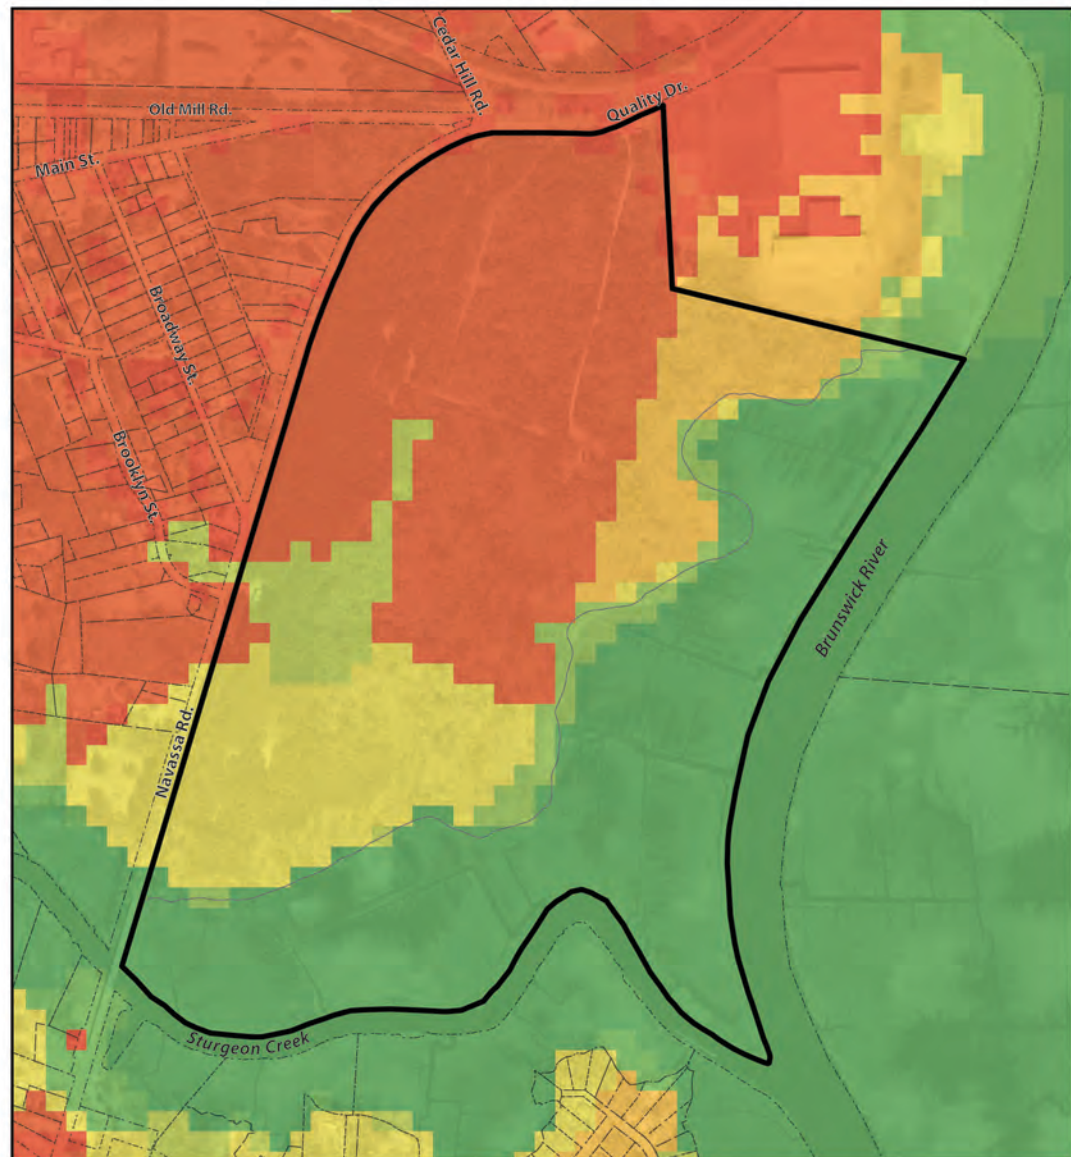 Cedar Hill Rd.
Quality Dr.
Old Mill Rd.
Main St.
Broadway St.
Brooklyn St.
Brunswick River
Navassa Rd.
Sturgeon Creek